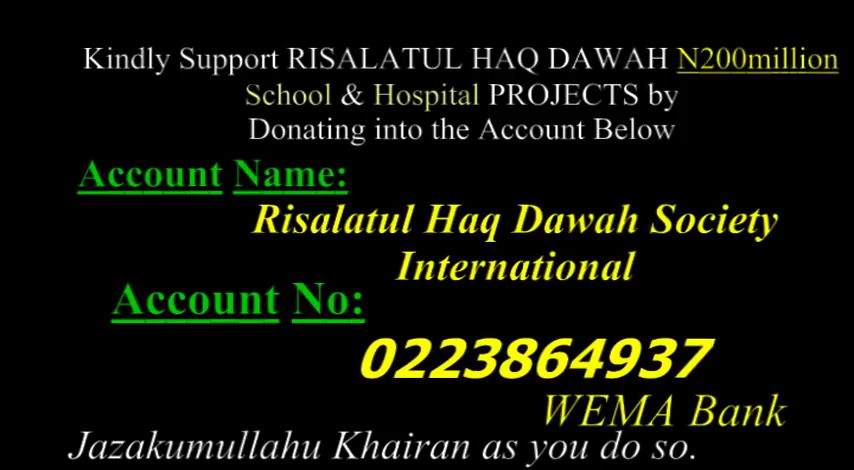 Kindly Support RISALATUL HAQ DAWAH N200million
School & Hospital PROJECTS by
Donating into the Account Below
Account Name:
Risalatul Haq Dawah Society
International
Account No:
0223864937
WEMA Bank
Jazakumullahu Khairan as you do so.